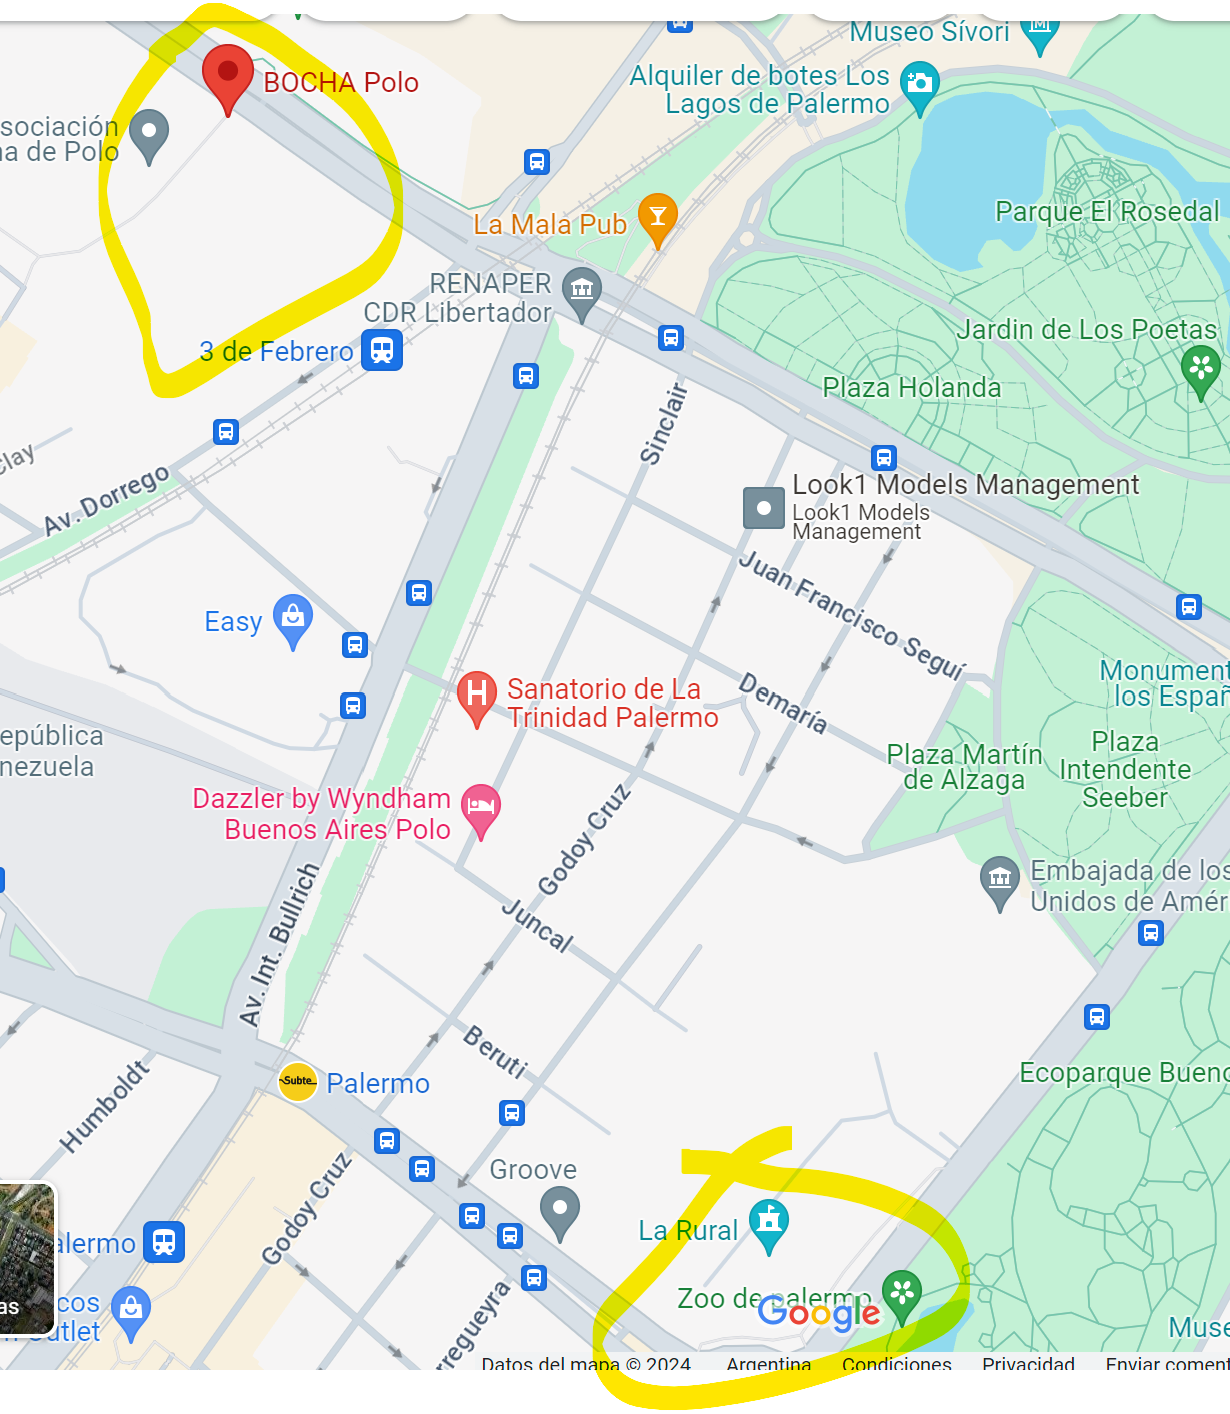 Museo Sívori
BOCHA Polo
Alquiler de botes Los
Lagos de Palermo
sociación
na de Polo
Parque El Rosedal
La Mala Pub
RENAPER
CDR Libertador
Jardin de Los Poetas
3 de Febrero
Plaza Holanda
Sinclair
Clay
Av. Dorrego
Look1 Models Management
Look1 Models
Management
Juan Francisco Seguí
Easy
Monument
los Españ
Sanatorio de La
Trinidad Palermo
Demaría
epública
nezuela
Plaza Martín
de Alzaga
Plaza
Intendente
Seeber
Dazzler by Wyndham
Buenos Aires Polo
Godoy Cruz
Av. Int. Bullrich
Juncal
Embajada de los
Unidos de Amér
Beruti
Subte
Palermo
Humboldt
Ecoparque Bueno
Groove
Godoy Cruz
La Rural
alermo
Zoo de palermo
Google
as
cos
Outlet
rregueyra
Muse
Datos del mapa © 2024 Argentina Condiciones Privacidad Enviar coment